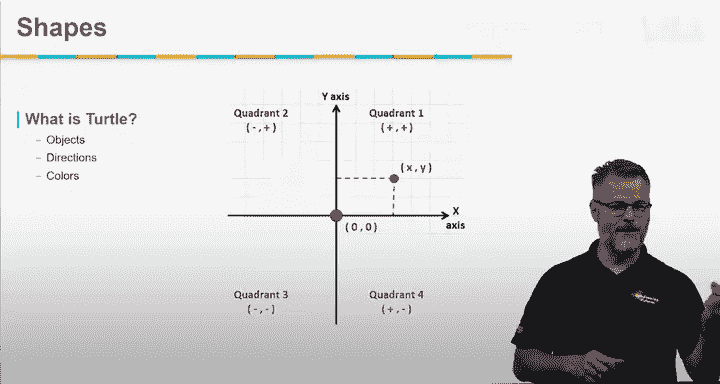 Shapes
What is Turtle?
– Objects
– Directions
– Colors
Y axis
Quadrant 2
(-,+)
Quadrant 1
(+,+)
(x,y)
X
axis
(0,0)
Quadrant 3
(-,-)
Quadrant 4
(+,-)